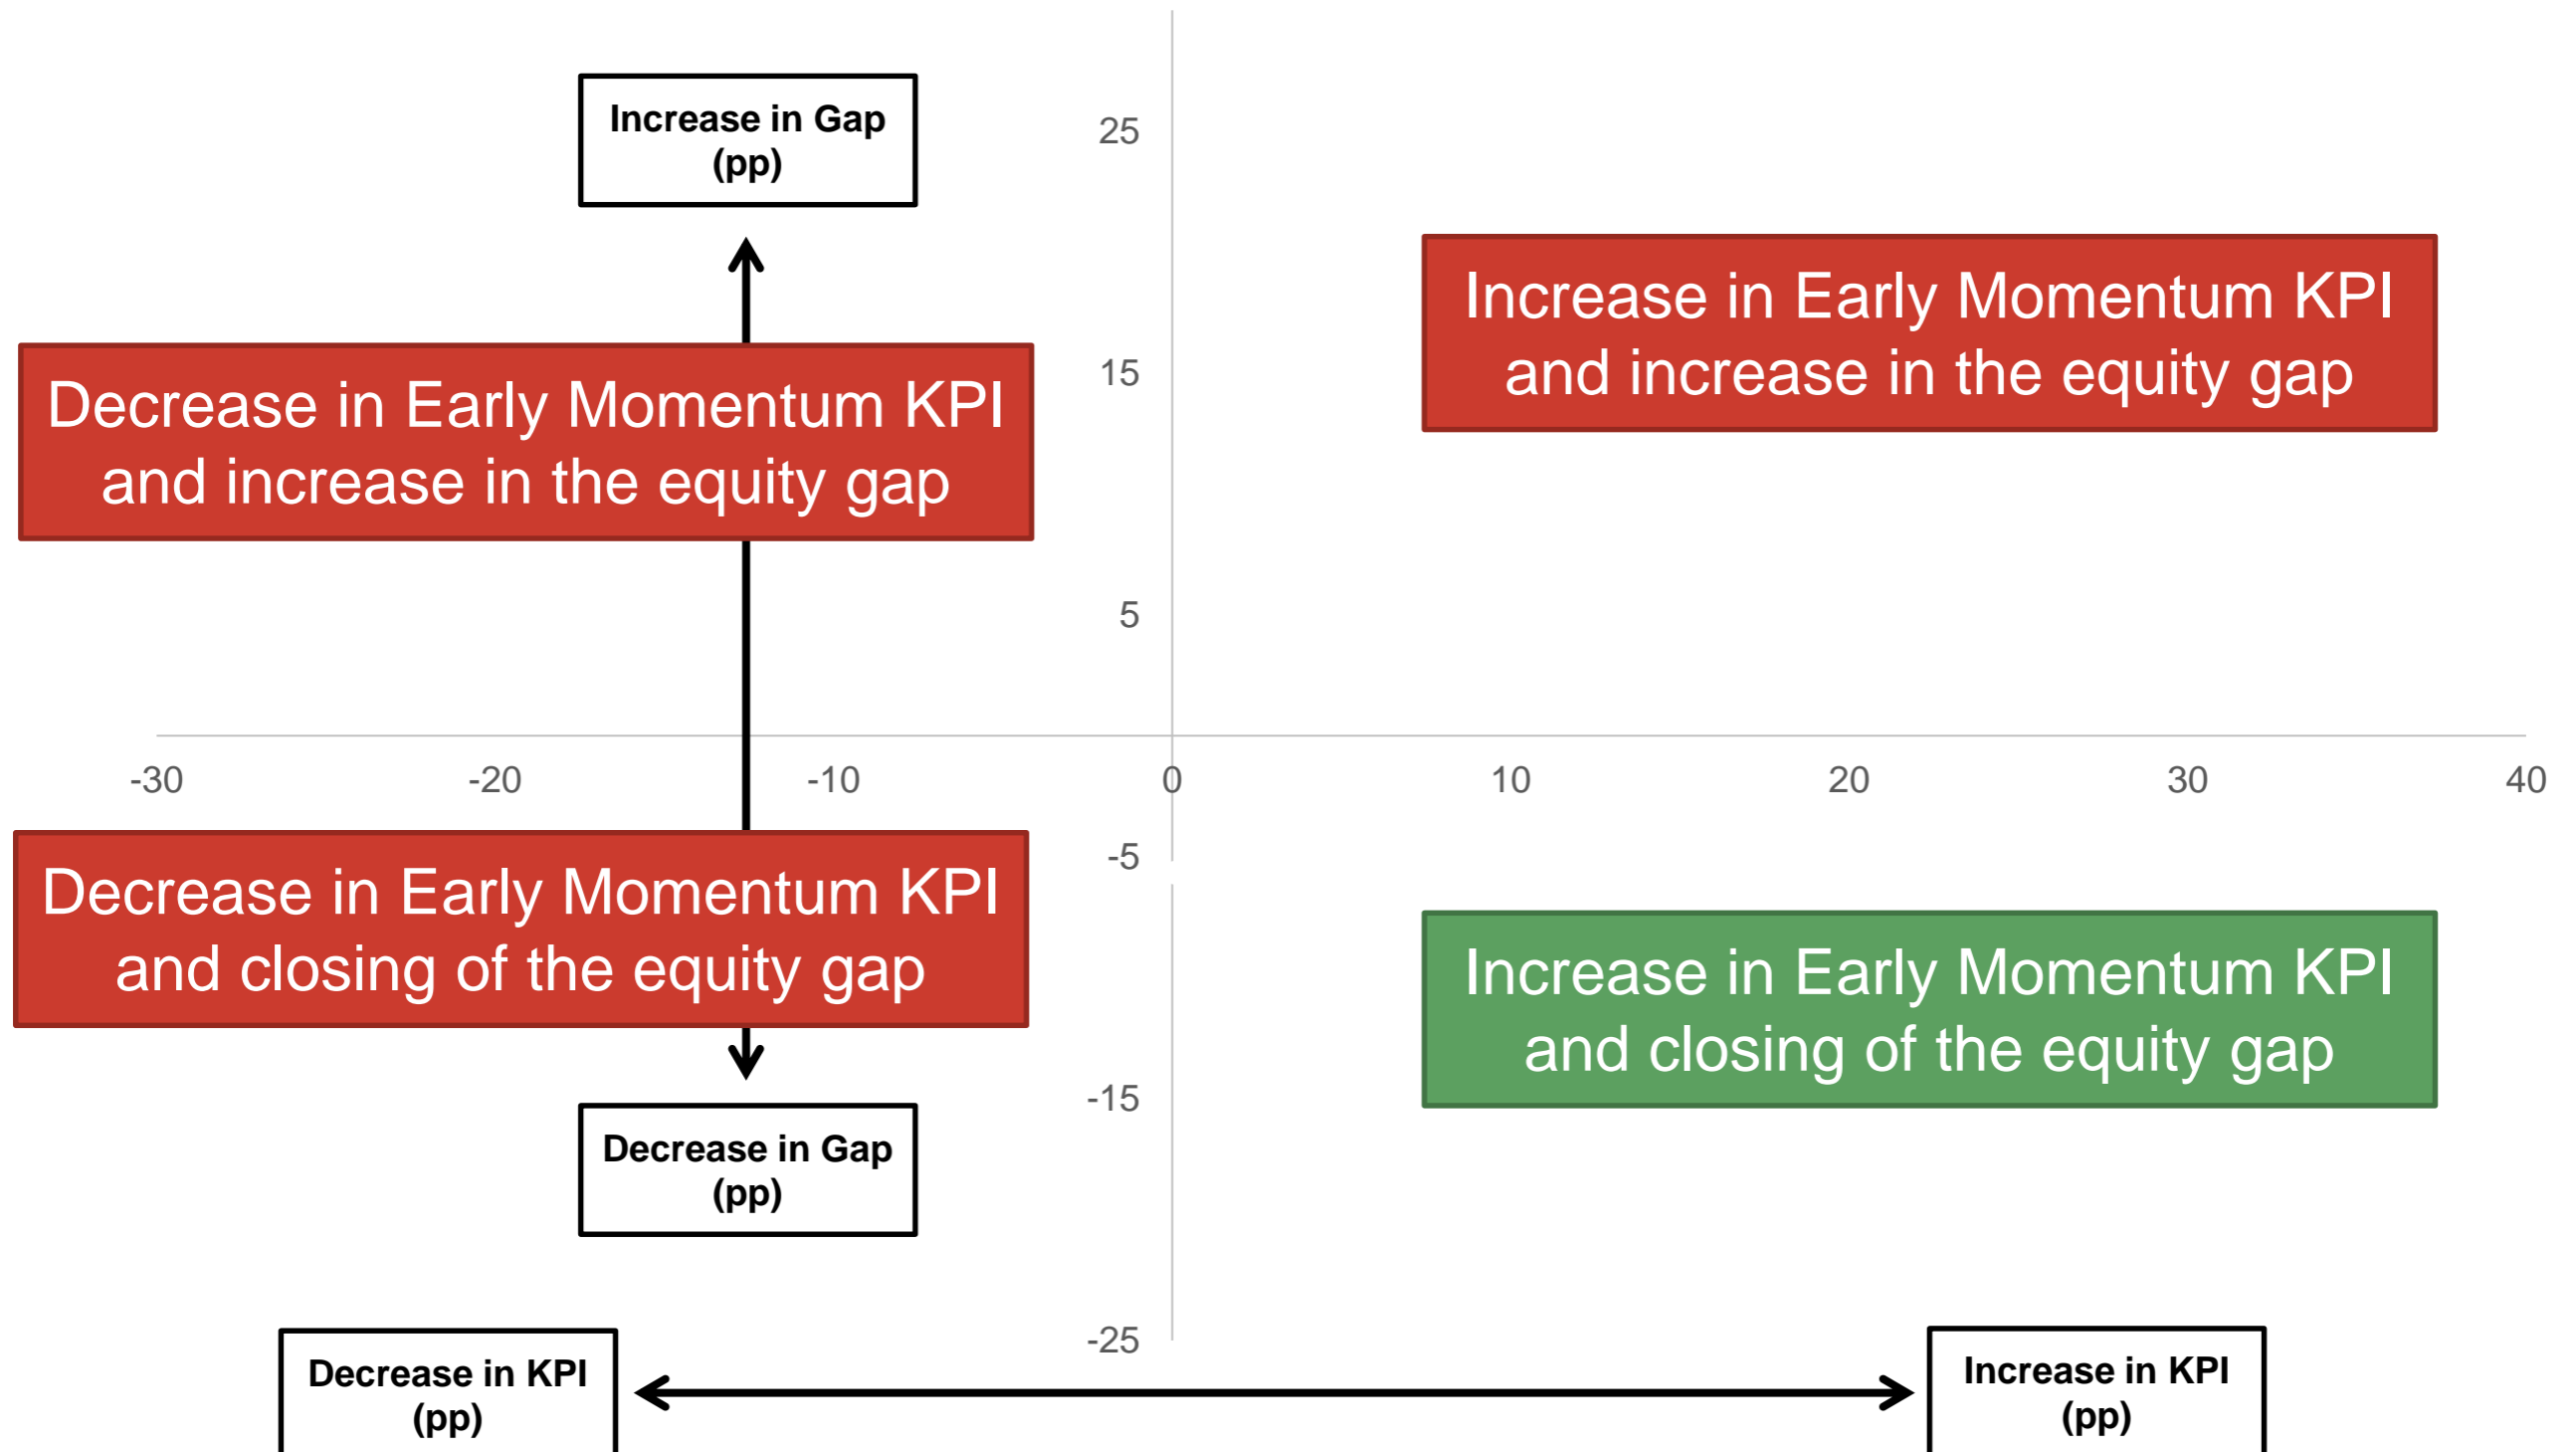 Increase in Gap
(pp)
25
Increase in Early Momentum KPI
and increase in the equity gap
15
Decrease in Early Momentum KPI
and increase in the equity gap
5
-30 -20 -10 0 10 20 30 40
-5
Decrease in Early Momentum KPI
and closing of the equity gap
Increase in Early Momentum KPI
and closing of the equity gap
-15
Decrease in Gap
(pp)
-25
Decrease in KPI
(pp)
Increase in KPI
(pp)